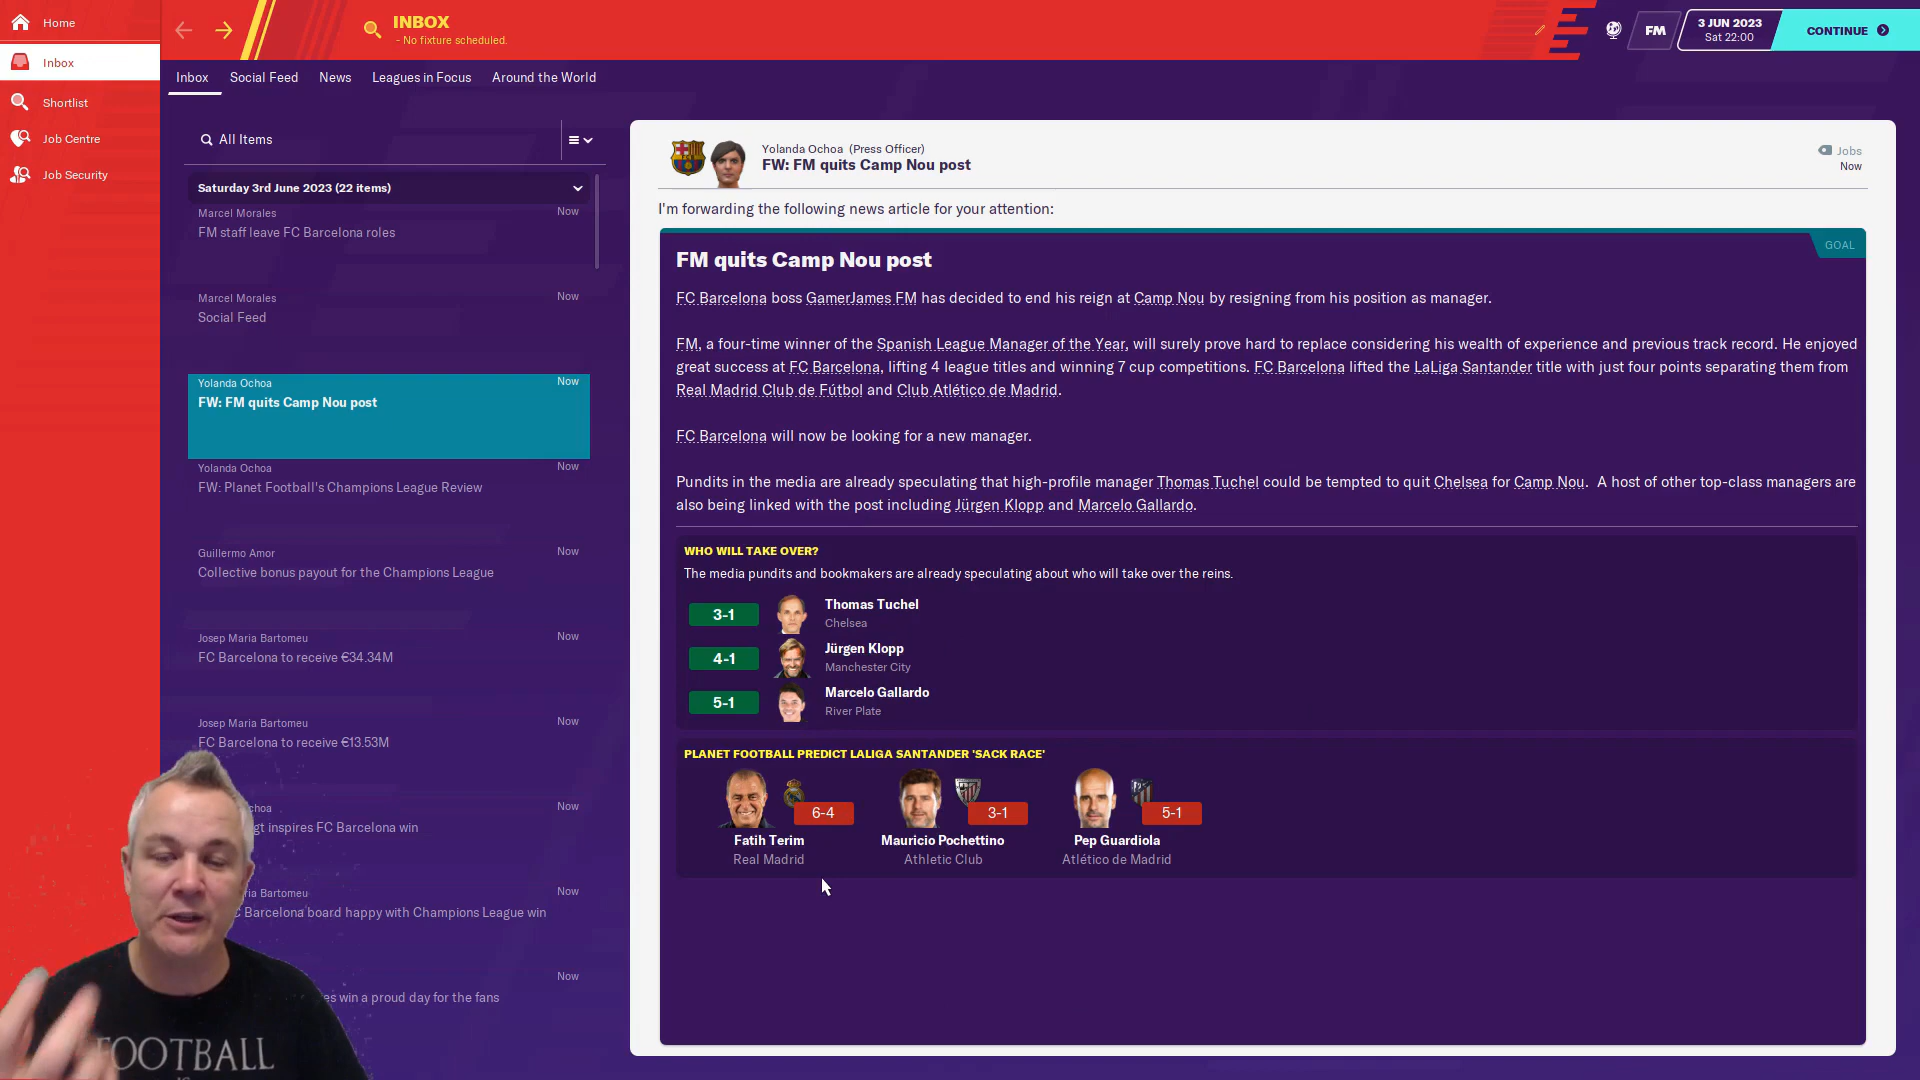 Home
Inbox
Shortlist
Job Centre
Job Security
INBOX
- No fixture scheduled.
FM
3 JUN 2023
Sat 22:00
CONTINUE
Inbox
Social Feed
News
Leagues in Focus
Around the World
All Items
Saturday 3rd June 2023 (22 items)
Marcel Morales
Now
FM staff leave FC Barcelona roles
Marcel Morales
Now
Social Feed
Yolanda Ochoa
Now
FW: FM quits Camp Nou post
Yolanda Ochoa
Now
FW: Planet Football's Champions League Review
Guillermo Amor
Now
Collective bonus payout for the Champions League
Josep Maria Bartomeu
Now
FC Barcelona to receive €34.34M
Josep Maria Bartomeu
Now
FC Barcelona to receive €13.53M
Now
inspires FC Barcelona win
Bartomeu
Now
Barcelona board happy with Champions League win
Now
win a proud day for the fans
FOOTBALL
Yolanda Ochoa (Press Officer)
FW: FM quits Camp Nou post
Jobs
Now
I'm forwarding the following news article for your attention:
GOAL
FM quits Camp Nou post
FC Barcelona boss GamerJames FM has decided to end his reign at Camp Nou by resigning from his position as manager.
FM, a four-time winner of the Spanish League Manager of the Year, will surely prove hard to replace considering his wealth of experience and previous track record. He enjoyed
great success at FC Barcelona, lifting 4 league titles and winning 7 cup competitions. FC Barcelona lifted the LaLiga Santander title with just four points separating them from
Real Madrid Club de Fútbol and Club Atlético de Madrid.
FC Barcelona will now be looking for a new manager.
Pundits in the media are already speculating that high-profile manager Thomas Tuchel could be tempted to quit Chelsea for Camp Nou. A host of other top-class managers are
also being linked with the post including Jürgen Klopp and Marcelo Gallardo.
WHO WILL TAKE OVER?
The media pundits and bookmakers are already speculating about who will take over the reins.
3-1
Thomas Tuchel
Chelsea
4-1
Jürgen Klopp
Manchester City
5-1
Marcelo Gallardo
River Plate
PLANET FOOTBALL PREDICT LALIGA SANTANDER 'SACK RACE'
6-4
3-1
5-1
Fatih Terim
Mauricio Pochettino
Pep Guardiola
Real Madrid
Athletic Club
Atlético de Madrid